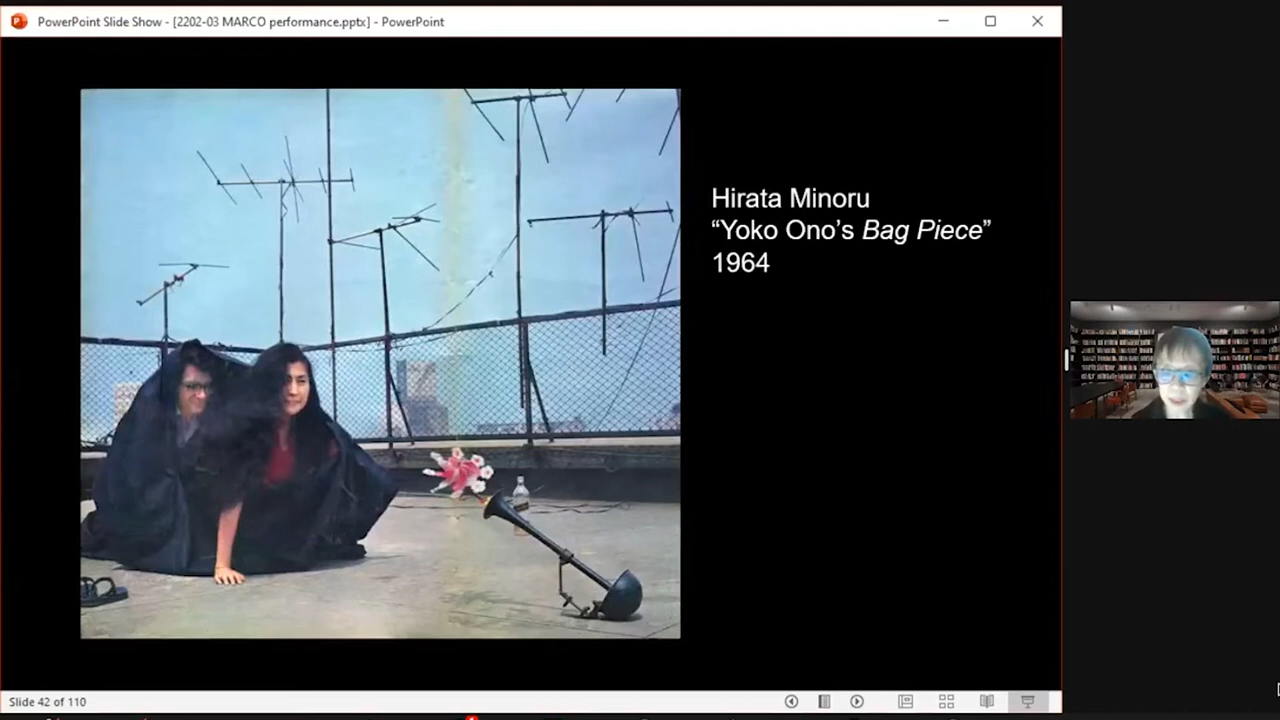 PowerPoint Slide Show - [2202-03 MARCO performance.pptx] - PowerPoint
Hirata Minoru
“Yoko Ono’s Bag Piece”
1964
Slide 42 of 110